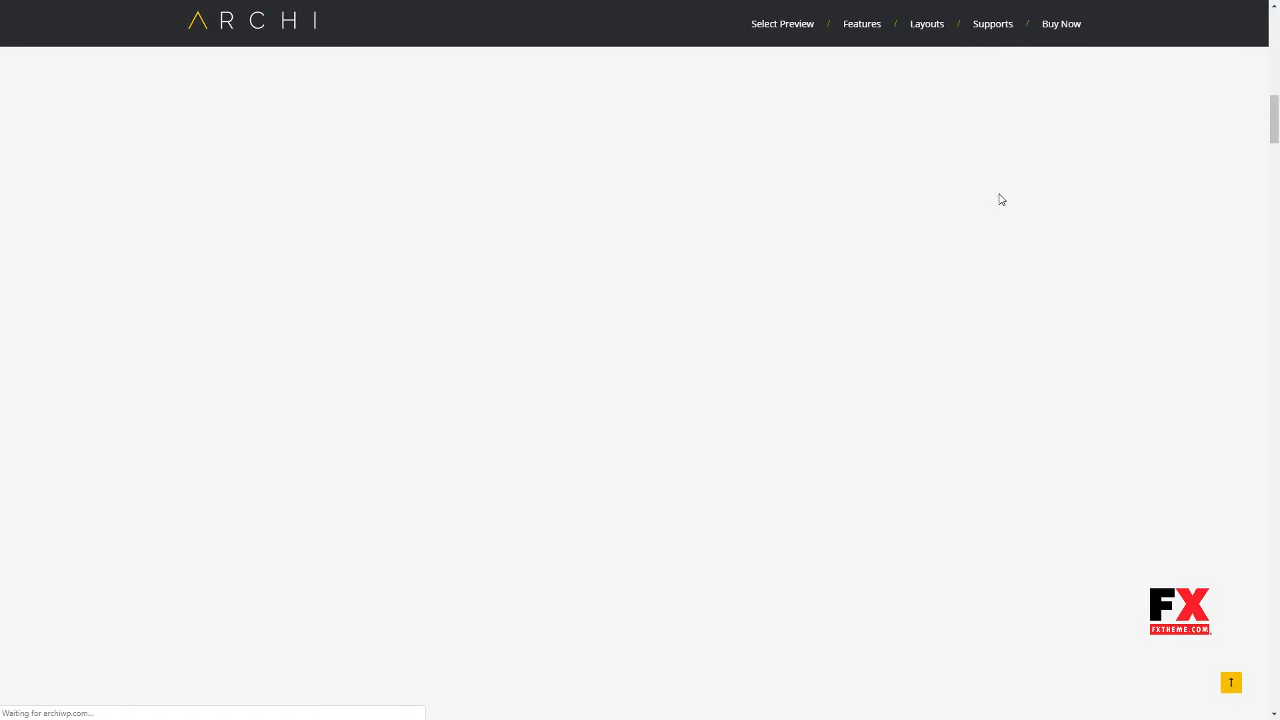 ARCHI
Select Preview / Features / Layouts / Supports / Buy Now
FX
FXTHEME.COM
Waiting for archiwp.com...